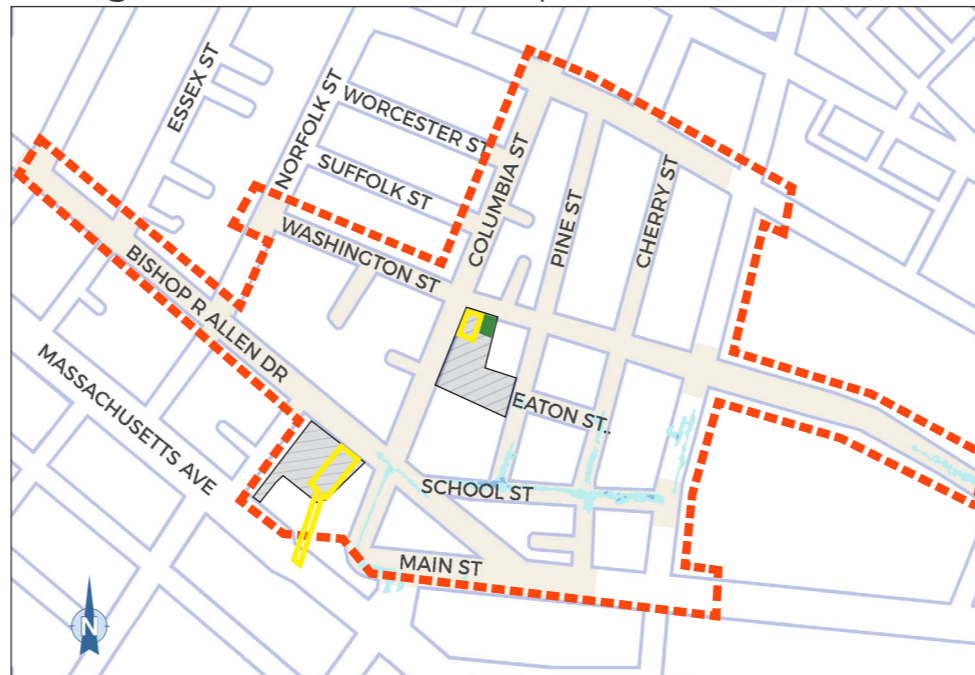 ESSEX ST
NORFOLK ST
WORCESTER ST
SUFFOLK ST
COLUMBIA ST
PINE ST
CHERRY ST
WASHINGTON ST
BISHOP R ALLEN DR
MASSACHUSETTS AVE
EATON ST..
SCHOOL ST
MAIN ST
N